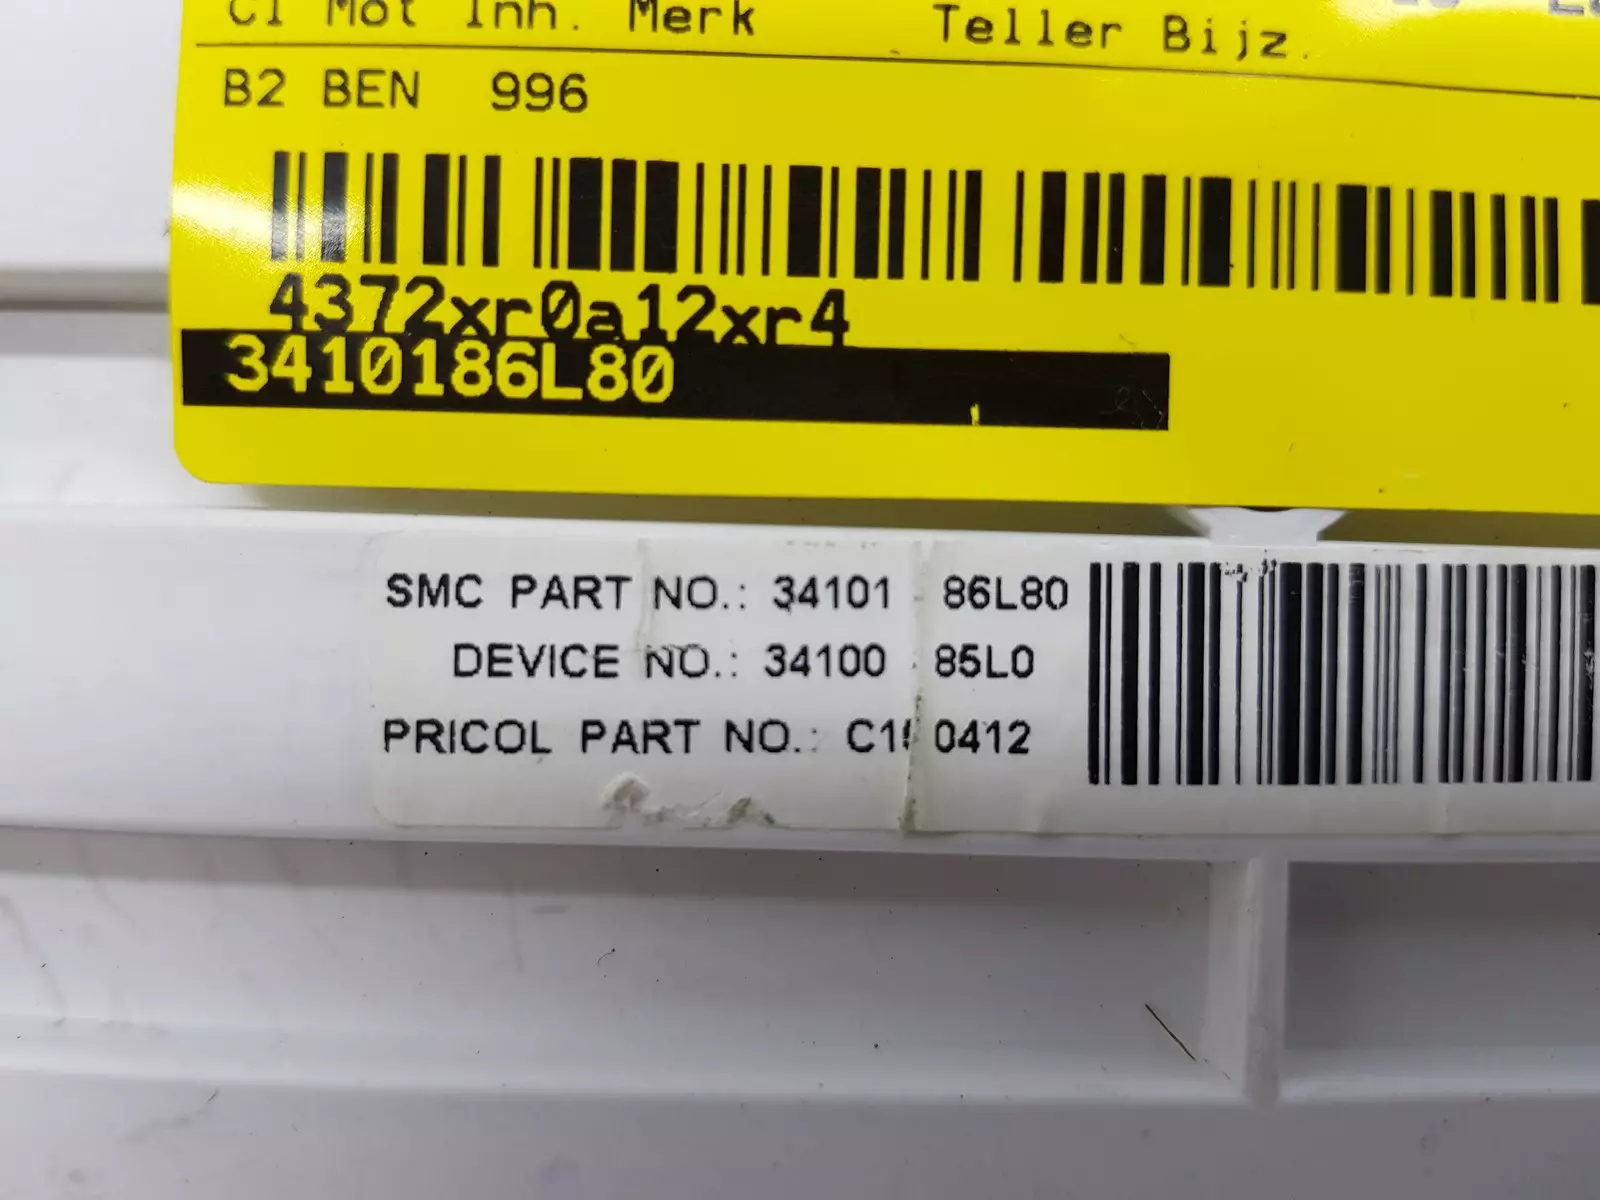 Cl Mot Inh. Merk Teller Bijz.
B2 BEN 996
4372xr0a12xr4
3410186L80
SMC PART NO.: 34101 - 86L80
DEVICE NO.: 34100 - 85L0
PRICOL PART NO.: 0412